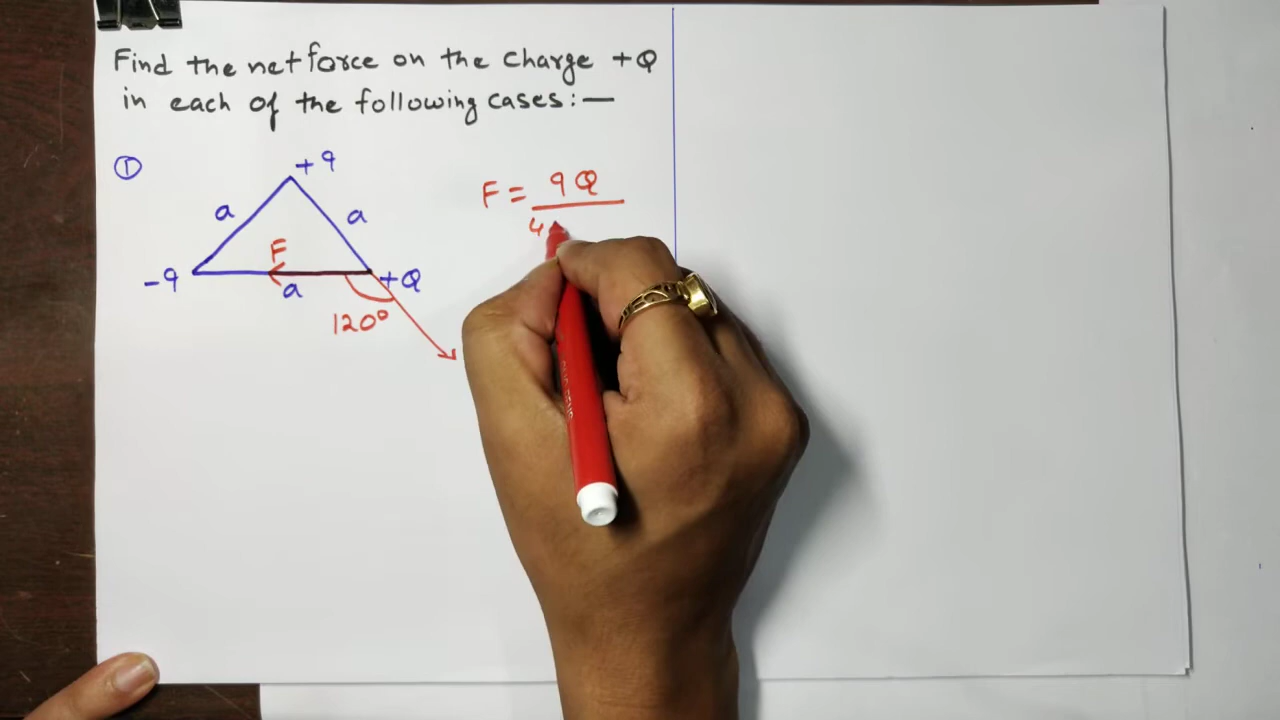 Find the net force on the charge +Q
in each of the following cases:—
①
+q
a
a
F
-q
a
+Q
120°
F = qQ
4